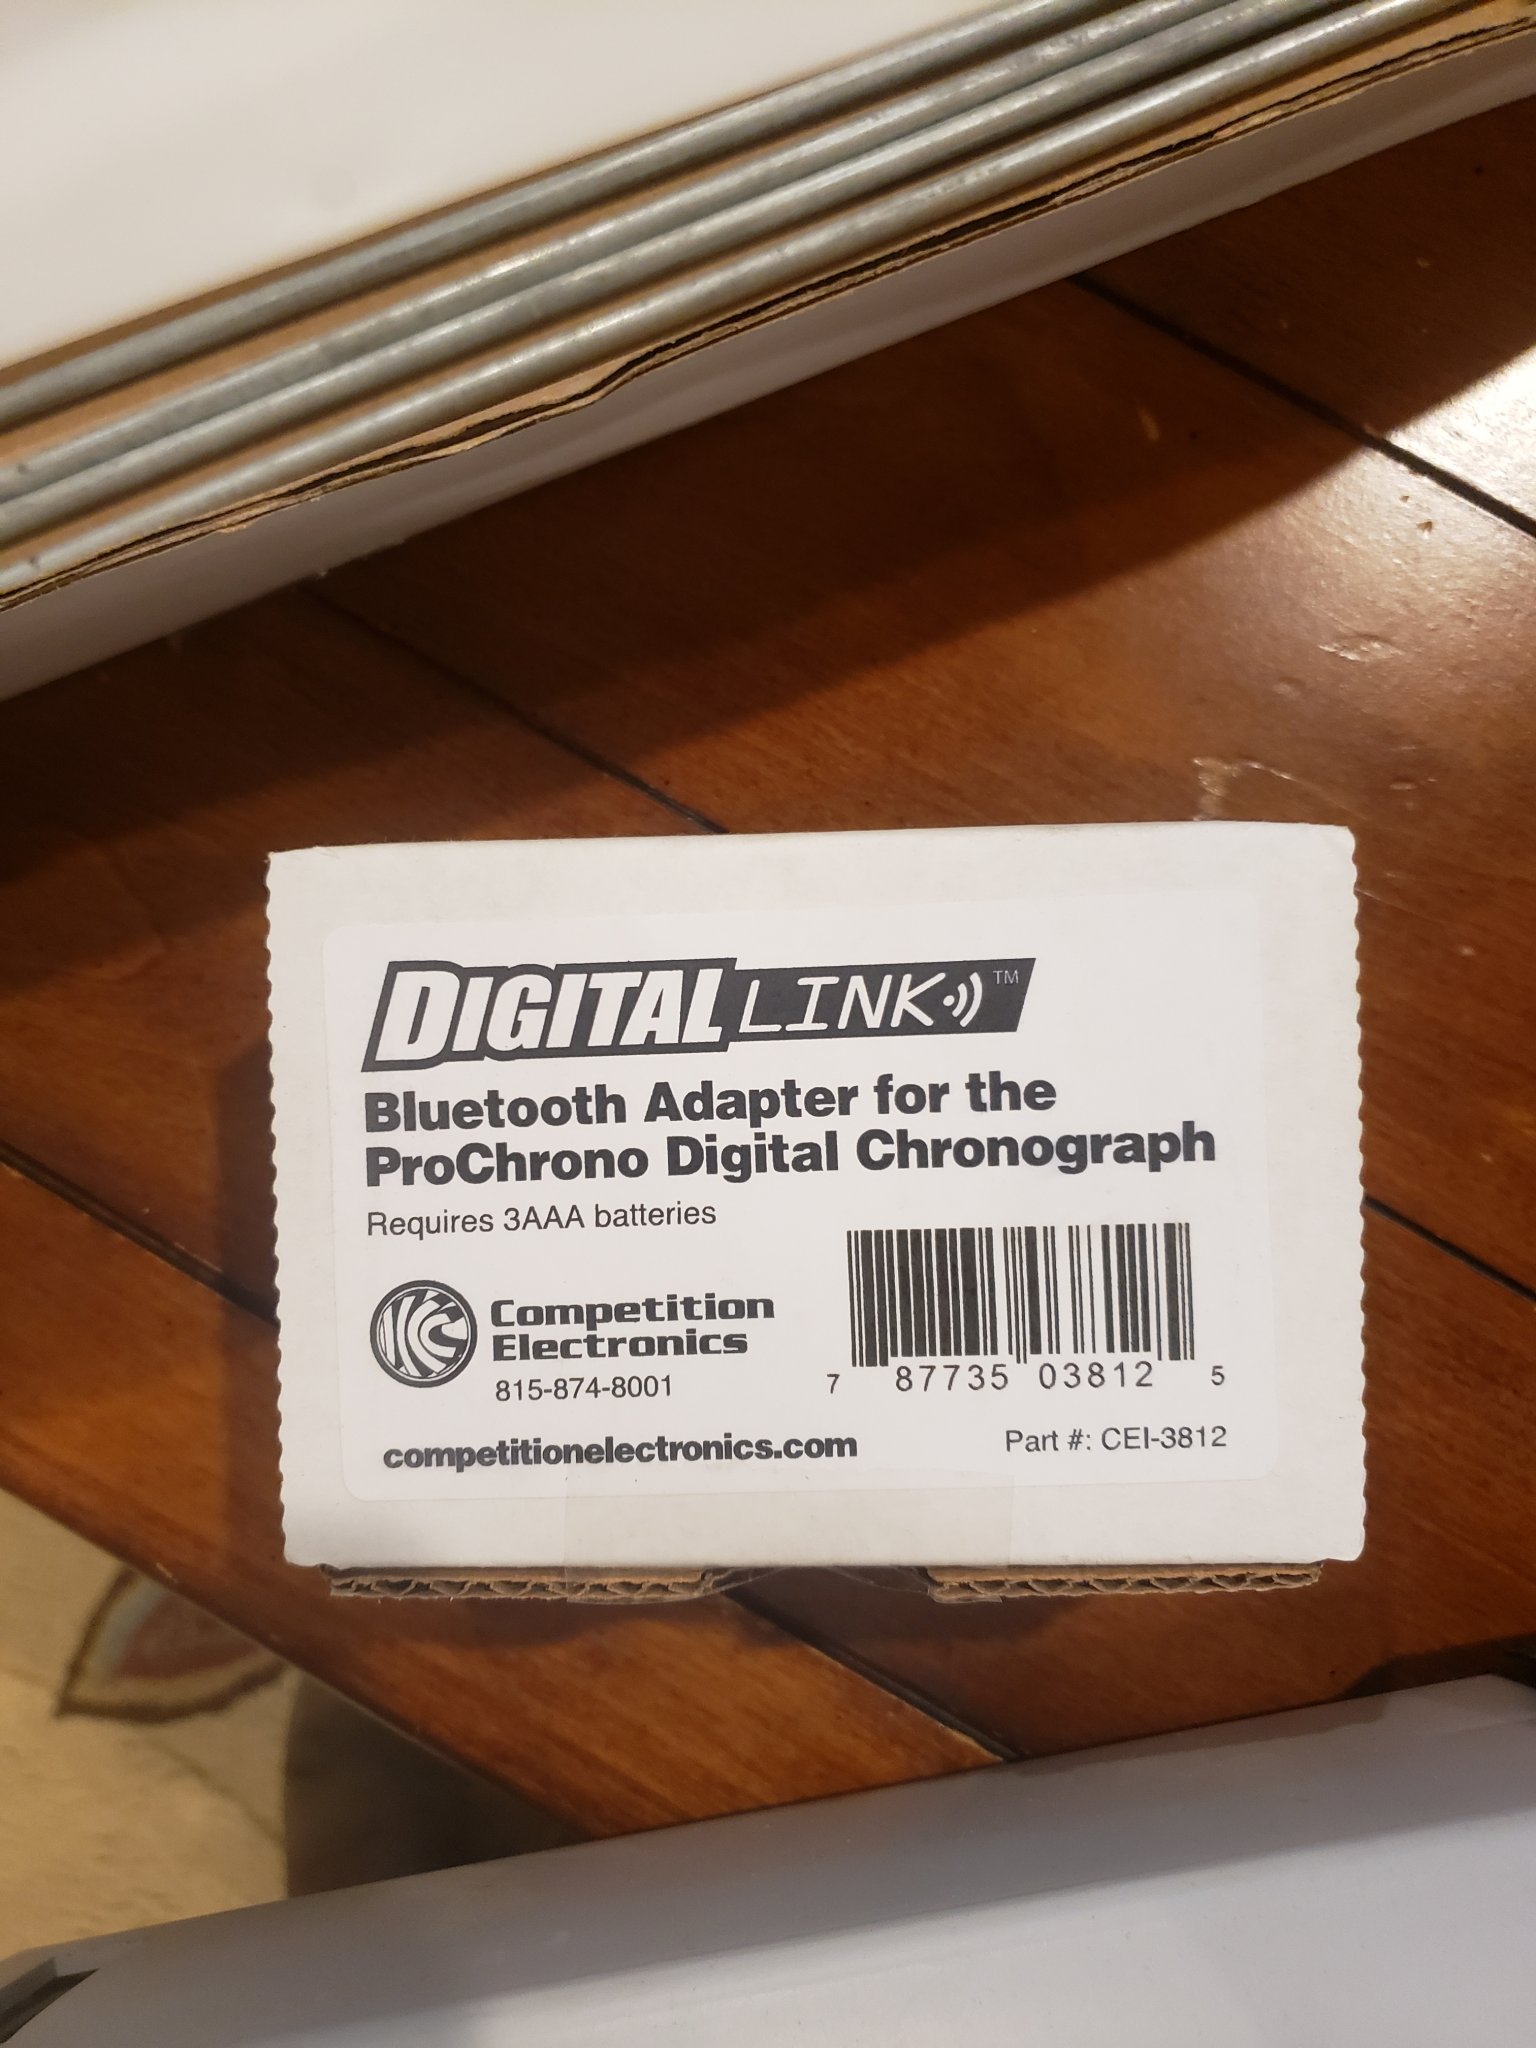 DIGITAL LINK ™
Bluetooth Adapter for the
ProChrono Digital Chronograph
Requires 3AAA batteries
Competition
Electronics
815-874-8001
7 87735 03812 5
competitionelectronics.com
Part #: CEI-3812